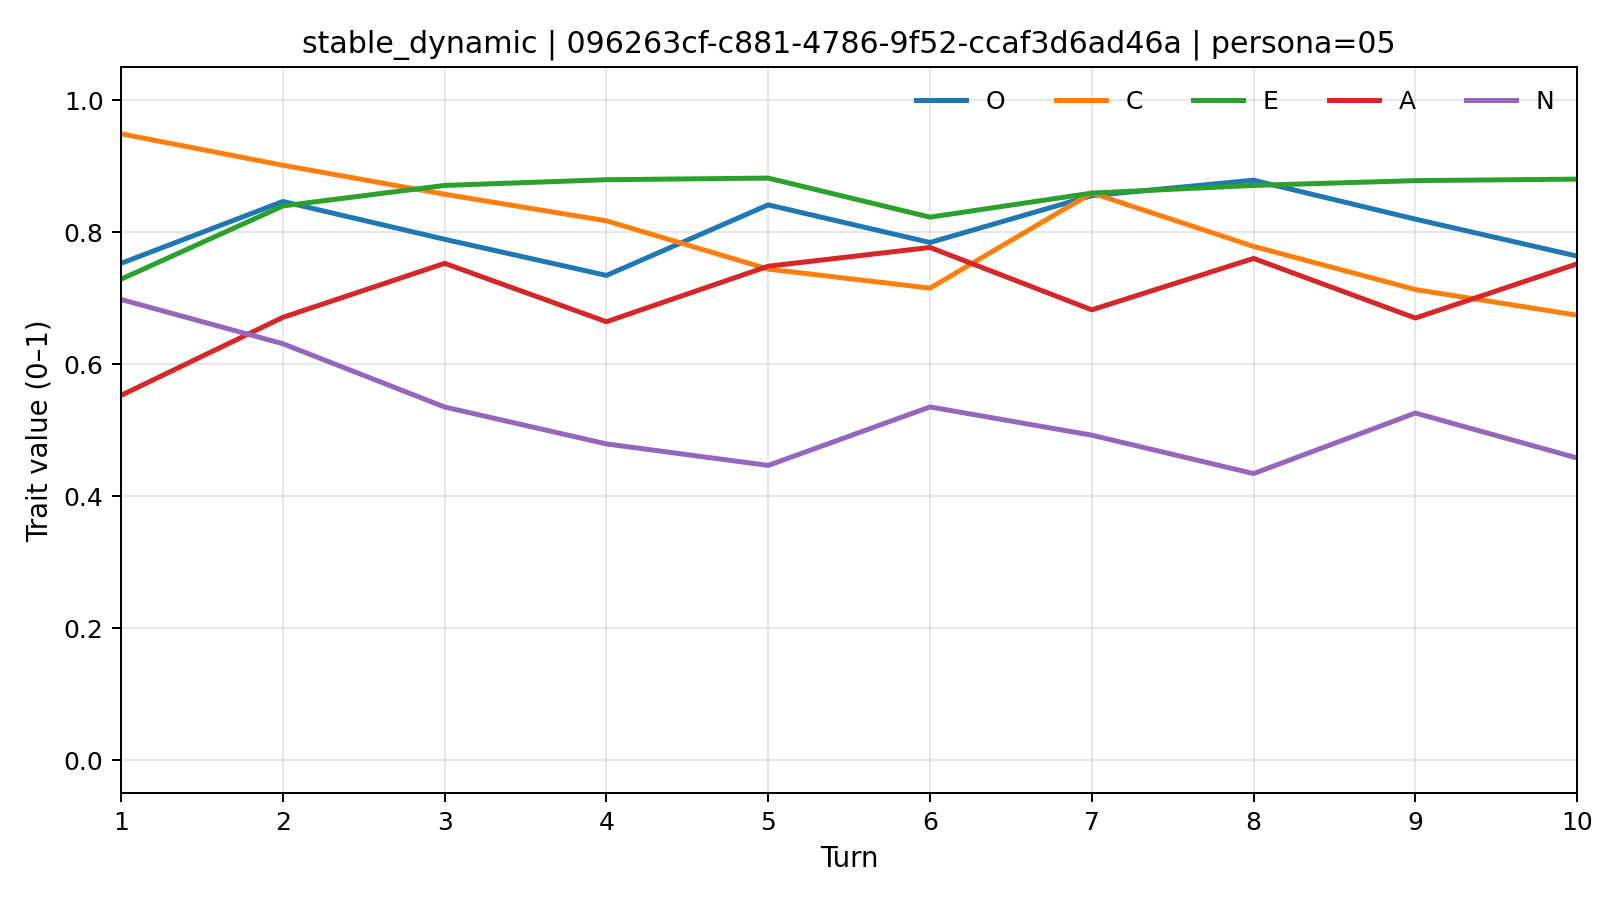 stable_dynamic | 096263cf-c881-4786-9f52-ccaf3d6ad46a | persona=05
O C E A N
Trait value (0–1)
1.0
0.8
0.6
0.4
0.2
0.0
1 2 3 4 5 6 7 8 9 10
Turn